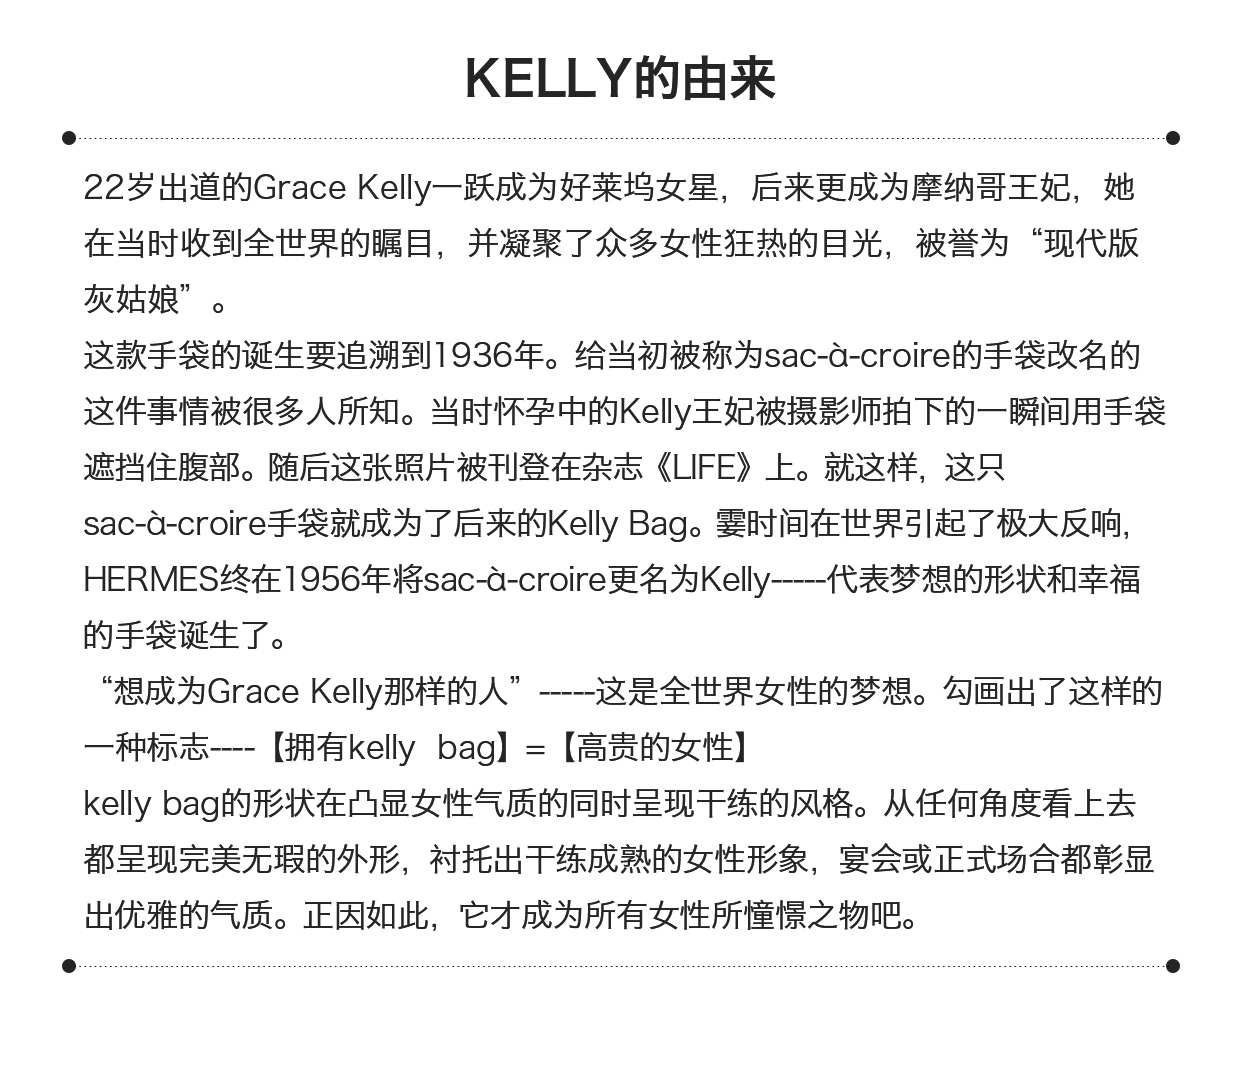 KELLY的由来
22岁出道的Grace Kelly一跃成为好莱坞女星，后来更成为摩纳哥王妃，她
在当时收到全世界的瞩目，并凝聚了众多女性狂热的目光，被誉为“现代版
灰姑娘”。
这款手袋的诞生要追溯到1936年。给当初被称为sac-à-croire的手袋改名的
这件事情被很多人所知。当时怀孕中的Kelly王妃被摄影师拍下的一瞬间用手袋
遮挡住腹部。随后这张照片被刊登在杂志《LIFE》上。就这样，这只
sac-à-croire手袋就成为了后来的Kelly Bag。霎时间在世界引起了极大反响，
HERMES终在1956年将sac-à-croire更名为Kelly-----代表梦想的形状和幸福
的手袋诞生了。
“想成为Grace Kelly那样的人”-----这是全世界女性的梦想。勾画出了这样的
一种标志----【拥有kelly bag】=【高贵的女性】
kelly bag的形状在凸显女性气质的同时呈现干练的风格。从任何角度看上去
都呈现完美无瑕的外形，衬托出干练成熟的女性形象，宴会或正式场合都彰显
出优雅的气质。正因如此，它才成为所有女性所憧憬之物吧。